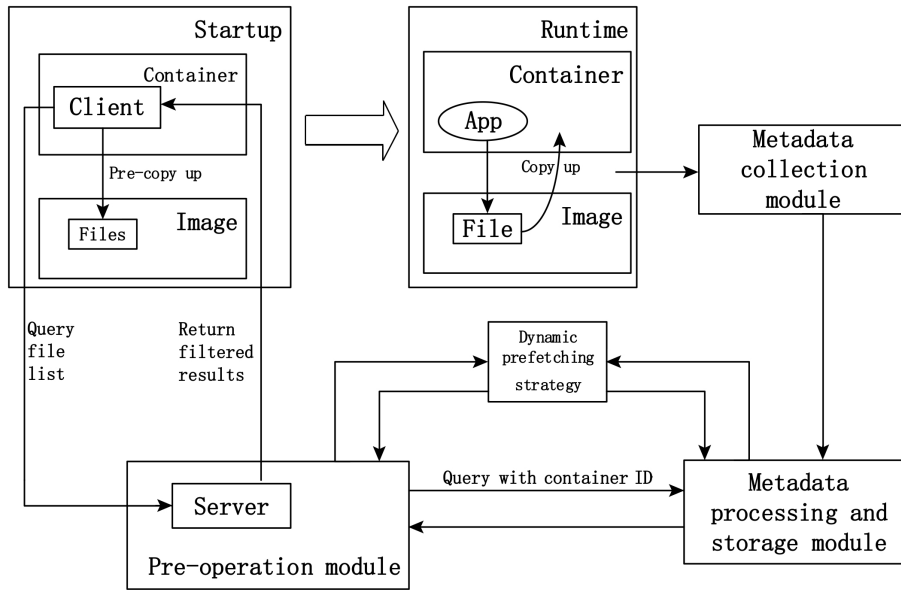 Startup
Container
Client
Pre-copy up
Image
Files
Runtime
Container
App
Copy up
Image
File
Metadata
collection
module
Query
file
list
Return
filtered
results
Dynamic
prefetching
strategy
Query with container ID
Server
Pre-operation module
Metadata
processing and
storage module